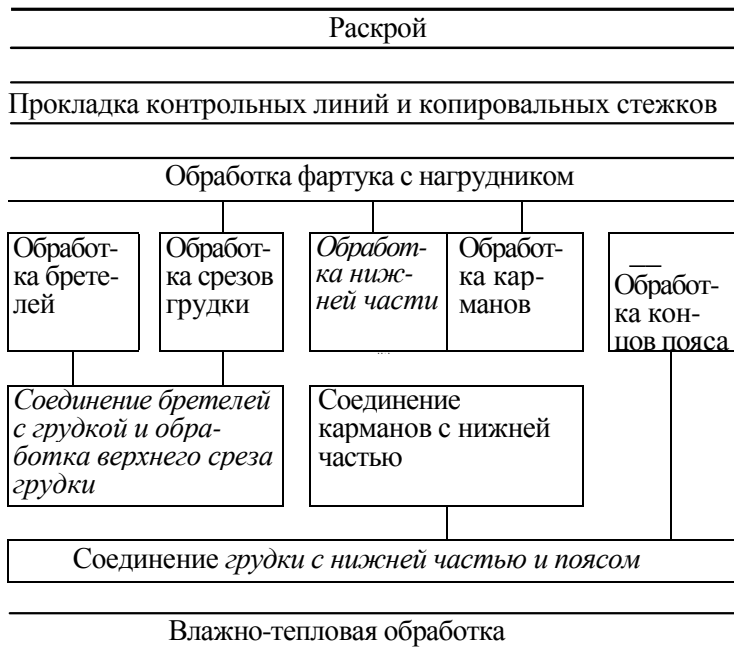 Раскрой
Прокладка контрольных линий и копировальных стежков
Обработка фартука с нагрудником
Обработ-
ка брете-
лей
Обработ-
ка срезов
грудки
Обработ-
ка ниж-
ней части
Обработ-
ка кар-
манов
Обработ-
ка кон-
цов пояса
Соединение бретелей
с грудкой и обра-
ботка верхнего среза
грудки
Соединение
карманов с нижней
частью
Соединение грудки с нижней частью и поясом
Влажно-тепловая обработка